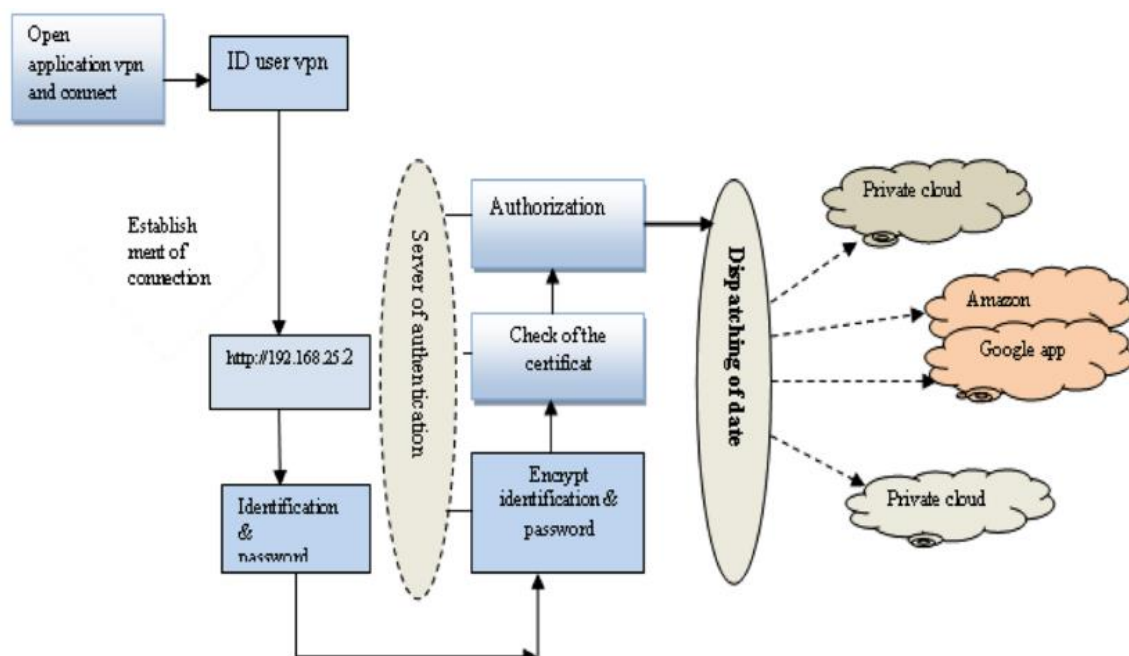 Open
application vpn
and connect
ID user vpn
Establish
ment of
connection
http://192.168.25.2
Identification
&
password
Server of authentication
Authorization
Check of the
certificat
Encrypt
identification &
password
Dispatching of date
Private cloud
Amazon
Google app
Private cloud